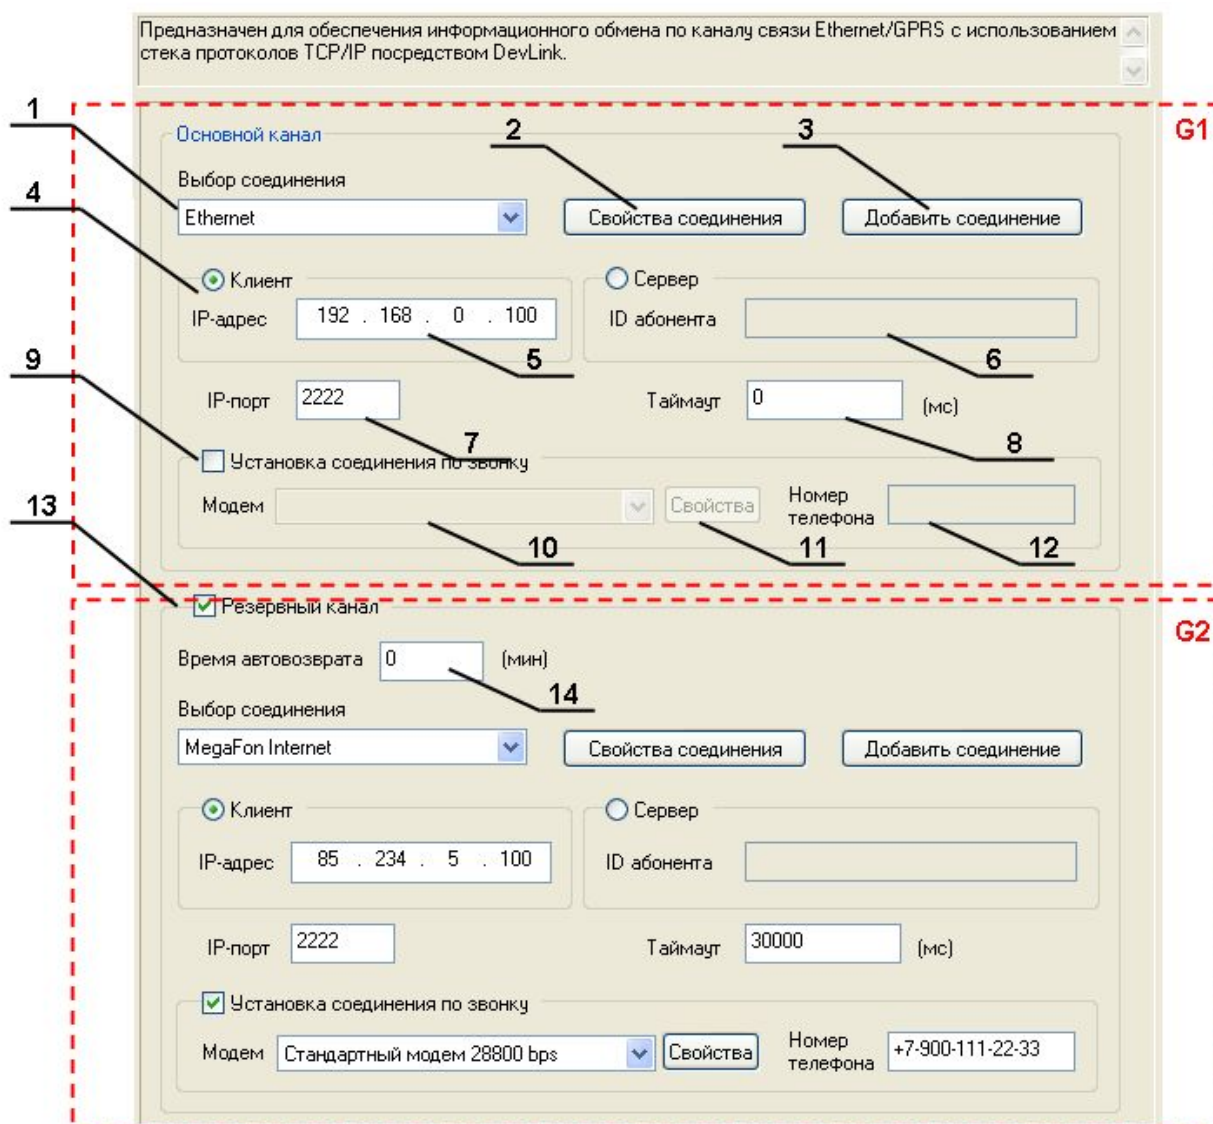 Предназначен для обеспечения информационного обмена по каналу связи Ethernet/GPRS с использованием
стека протоколов TCP/IP посредством DevLink.
1
G1
Основной канал
2
3
Выбор соединения
4
Ethernet
Свойства соединения
Добавить соединение
Клиент
Сервер
IP-адрес
192 . 168 . 0 . 100
ID абонента
5
6
9
IP-порт
2222
Таймаут
0
(мс)
7
8
Установка соединения по звонку
13
Модем
Свойства
Номер
телефона
10
11
12
Резервный канал
G2
Время автовозврата
0
(мин)
14
Выбор соединения
MegaFon Internet
Свойства соединения
Добавить соединение
Клиент
Сервер
IP-адрес
85 . 234 . 5 . 100
ID абонента
IP-порт
2222
Таймаут
30000
(мс)
Установка соединения по звонку
Модем
Стандартный модем 28800 bps
Свойства
Номер
телефона
+7-900-111-22-33